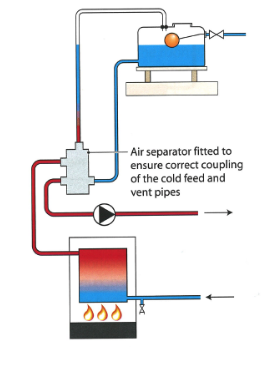 Air separator fitted to
ensure correct coupling
of the cold feed and
vent pipes